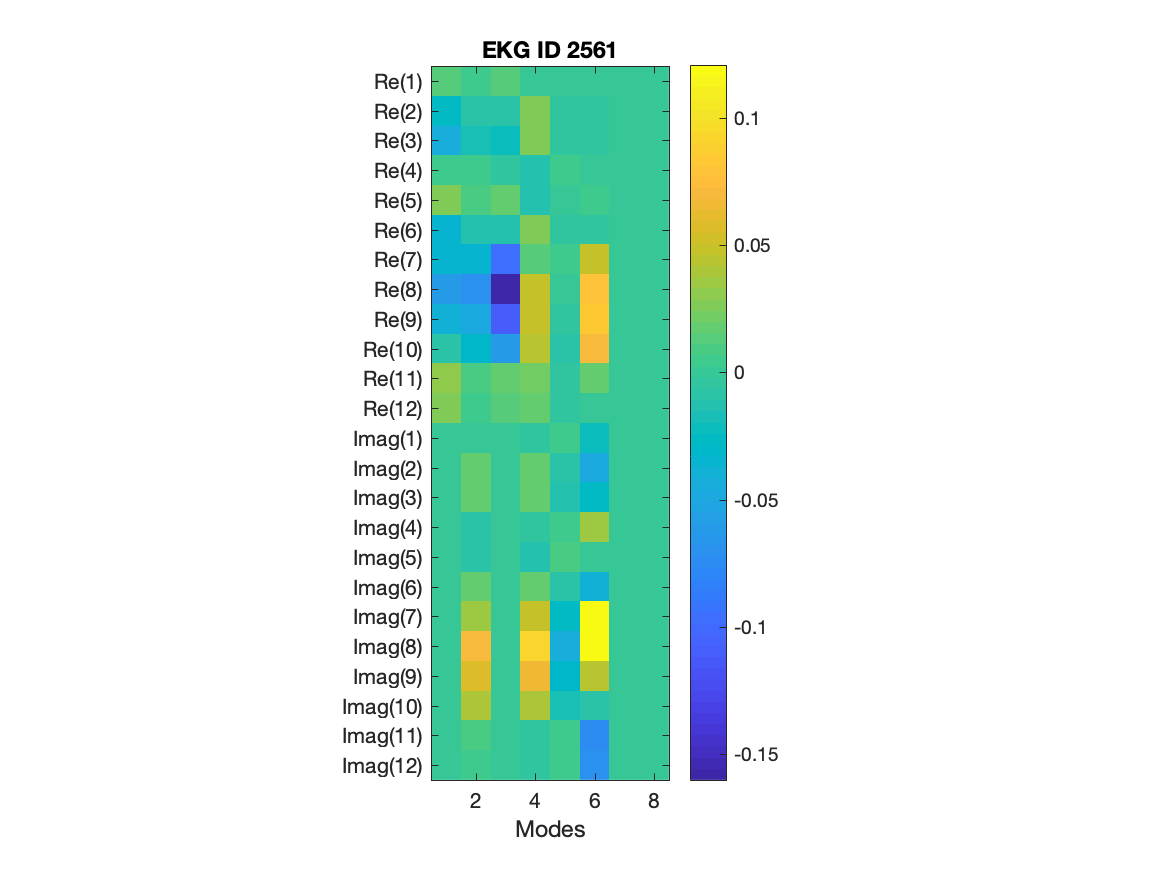 EKG ID 2561
Re(1)
Re(2)
Re(3)
Re(4)
Re(5)
Re(6)
Re(7)
Re(8)
Re(9)
Re(10)
Re(11)
Re(12)
Imag(1)
Imag(2)
Imag(3)
Imag(4)
Imag(5)
Imag(6)
Imag(7)
Imag(8)
Imag(9)
Imag(10)
Imag(11)
Imag(12)
2 4 6 8
Modes
0.1
0.05
0
-0.05
-0.1
-0.15